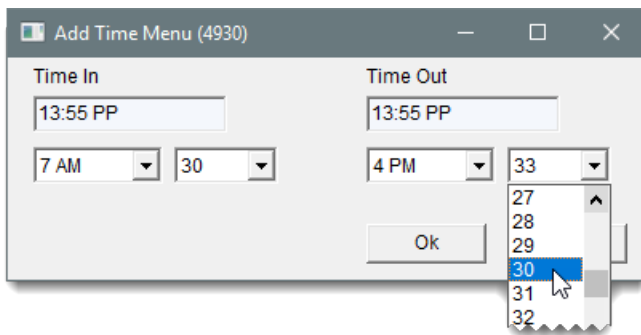 Add Time Menu (4930)
Time In Time Out
13:55 PP 13:55 PP
7 AM 30 4 PM 33
27
28
29
Ok 30
31
32